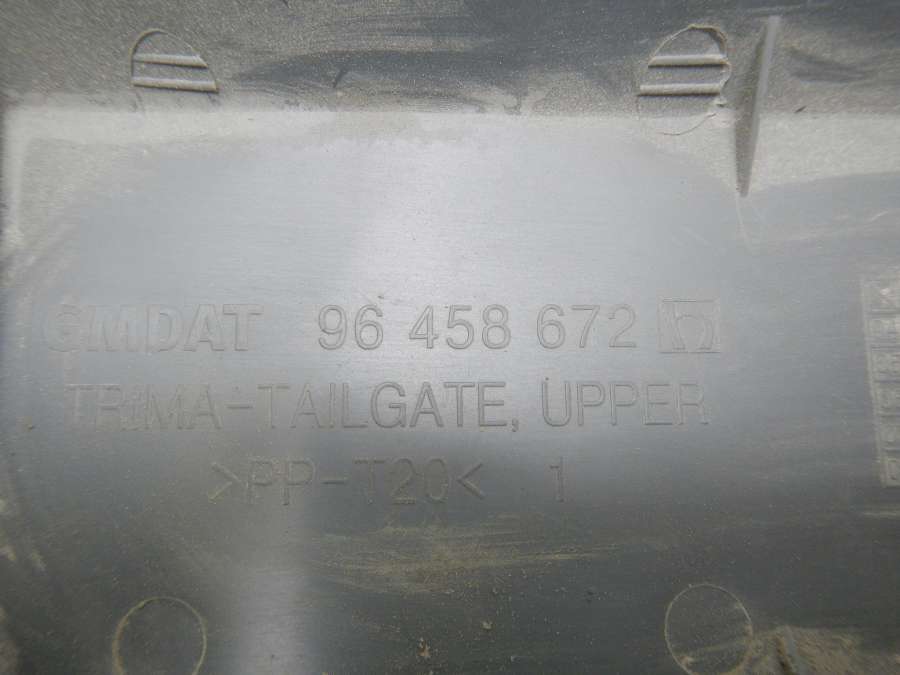 GMDAT 96 458 672
TRIMA-TAILGATE, UPPER
>PP-T20< 1